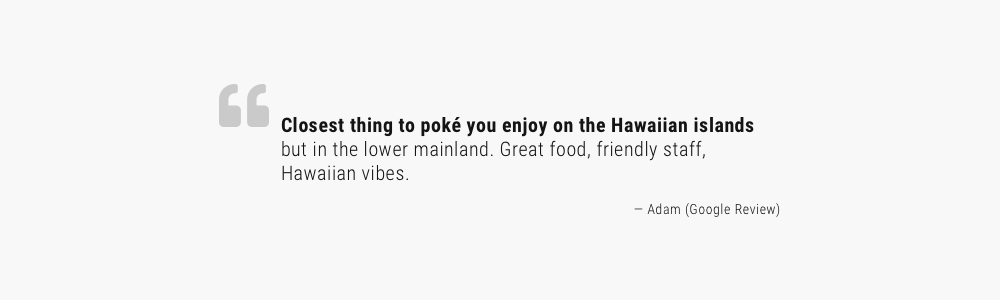 Closest thing to poké you enjoy on the Hawaiian islands
but in the lower mainland. Great food, friendly staff,
Hawaiian vibes.
— Adam (Google Review)